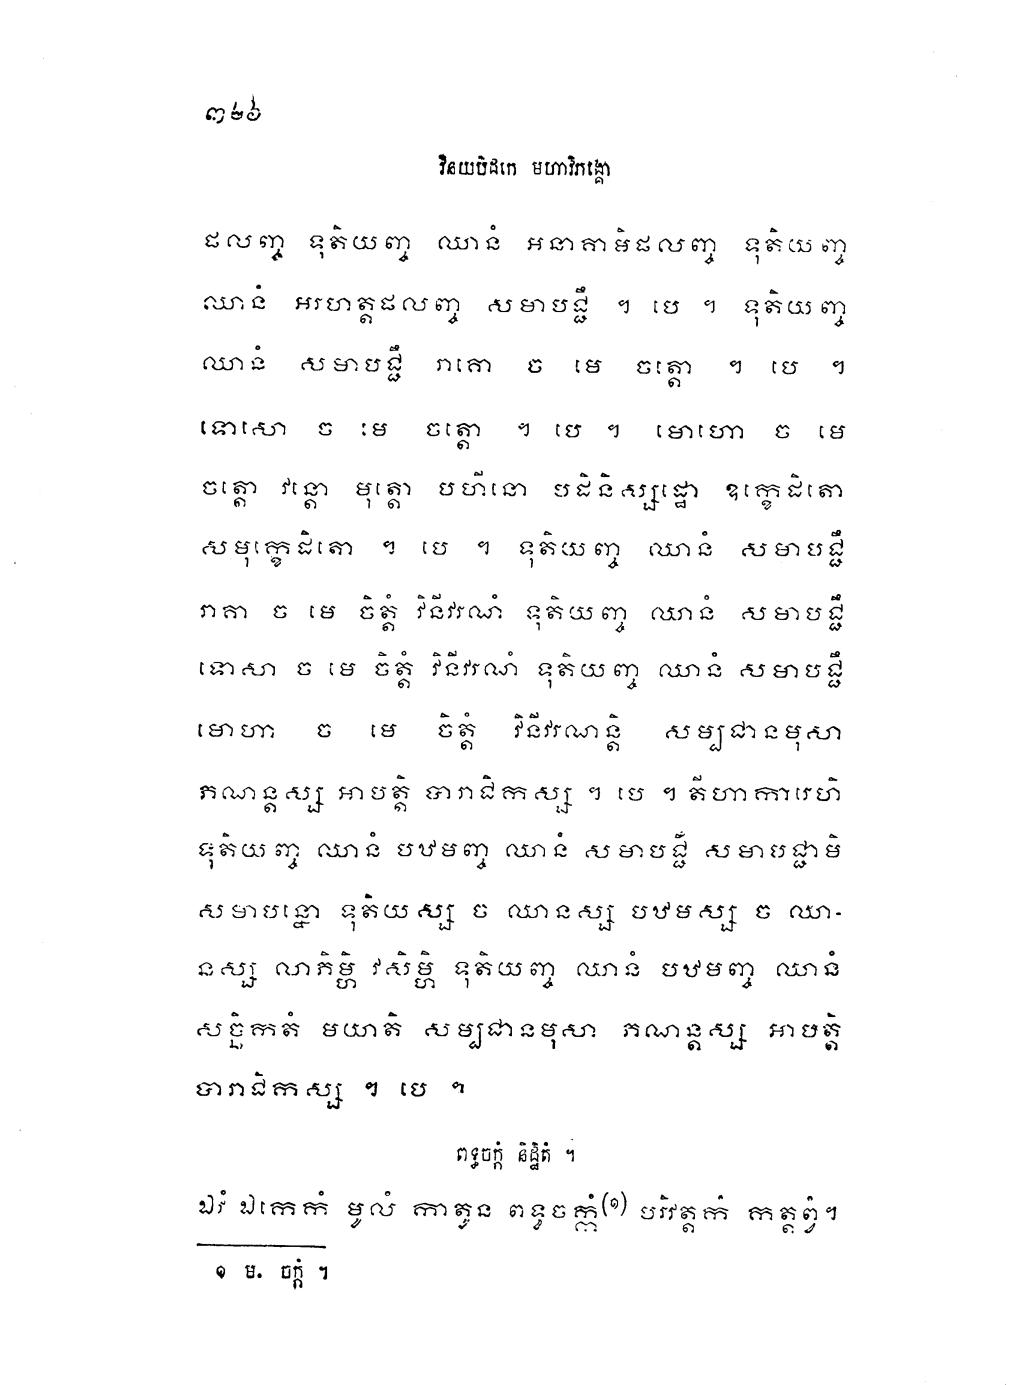 ៣២៦
វិនយបិដកេ មហាវិភង្គោ
ផលញ្ច ទុតិយញ្ច ឈានំ អនាគាមិផលញ្ច ទុតិយញ្ច
ឈានំ អរហត្តផលញ្ច សមាបជ្ជឹ ។ បេ ។ ទុតិយញ្ច
ឈានំ សមាបជ្ជឹ រាគោ ច មេ ចត្តោ ។ បេ ។
ទោសោ ច មេ ចត្តោ ។ បេ ។ មោហោ ច មេ
ចត្តោ វន្តោ មុត្តោ បហីនោ បដិនិស្សដ្ឋោ ឧក្ខេដិតោ
សមុក្ខេដិតោ ។ បេ ។ ទុតិយញ្ច ឈានំ សមាបជ្ជឹ
រាគា ច មេ ចិត្តំ វិនីវរណំ ទុតិយញ្ច ឈានំ សមាបជ្ជឹ
ទោសា ច មេ ចិត្តំ វិនីវរណំ ទុតិយញ្ច ឈានំ សមាបជ្ជឹ
មោហា ច មេ ចិត្តំ វិនីវរណន្តិ សម្បជានមុសា
ភណន្តស្ស អាបត្តិ បារាជិកស្ស ។ បេ ។ តីហាការេហិ
ទុតិយញ្ច ឈានំ បឋមញ្ច ឈានំ សមាបជ្ជឹ សមាបជ្ជាមិ
សមាបន្នោ ទុតិយស្ស ច ឈានស្ស បឋមស្ស ច ឈា-
នស្ស លាភិម្ហិ វសិម្ហិ ទុតិយញ្ច ឈានំ បឋមញ្ច ឈានំ
សច្ឆិកតំ មយាតិ សម្បជានមុសា ភណន្តស្ស អាបត្តិ
បារាជិកស្ស ។ បេ ។
ពទ្ធចក្កំ និដ្ឋិតំ ។
ឯវំ ឯកេកំ មូលំ កាតូន ពទ្ធចក្កំ(១) បរិវត្តកំ កត្តព្វំ។
១ ម. ចក្កំ ។